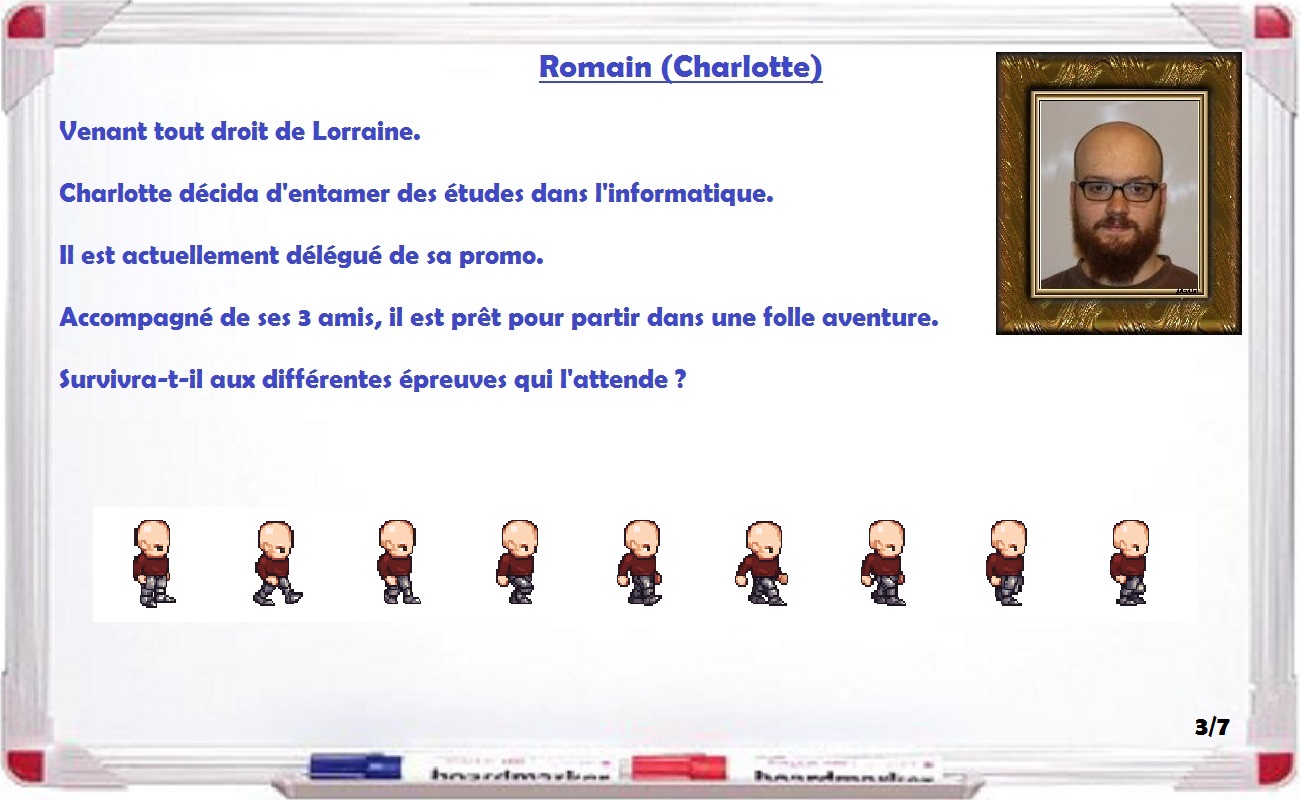 Romain (Charlotte)
Venant tout droit de Lorraine.
Charlotte décida d'entamer des études dans l'informatique.
Il est actuellement délégué de sa promo.
Accompagné de ses 3 amis, il est prêt pour partir dans une folle aventure.
Survivra-t-il aux différentes épreuves qui l'attende ?
3/7
boardmarker boardmarker